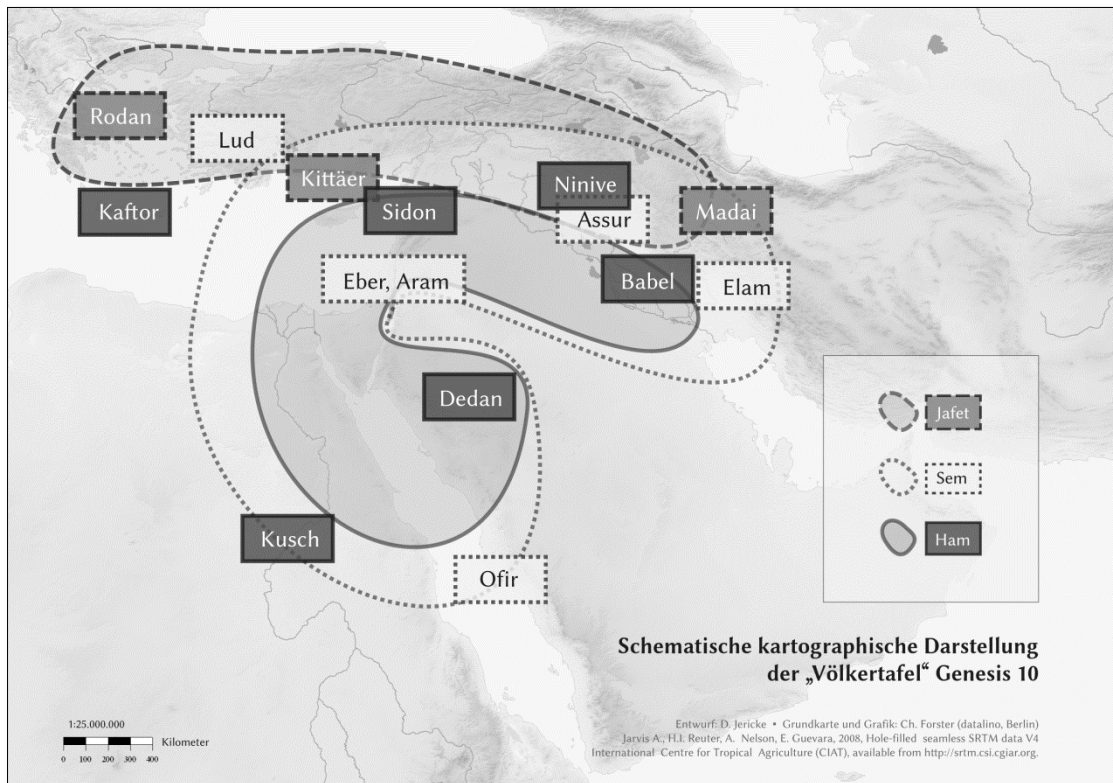 Rodan
Lud
Kittäer
Kaftor
Sidon
Ninive
Assur
Madai
Eber, Aram
Babel
Elam
Dedan
Kusch
Ofir
Jafet
Sem
Ham
Schematische kartographische Darstellung
der „Völkertafel“ Genesis 10
1:25.000.000
Kilometer
0 100 200 300 400
Entwurf: D. Jericke • Grundkarte und Grafik: Ch. Forster (datalino, Berlin)
Jarvis A., H.I. Reuter, A. Nelson, E. Guevara, 2008, Hole-filled seamless SRTM data V4
International Centre for Tropical Agriculture (CIAT), available from http://srtm.csi.cgiar.org.